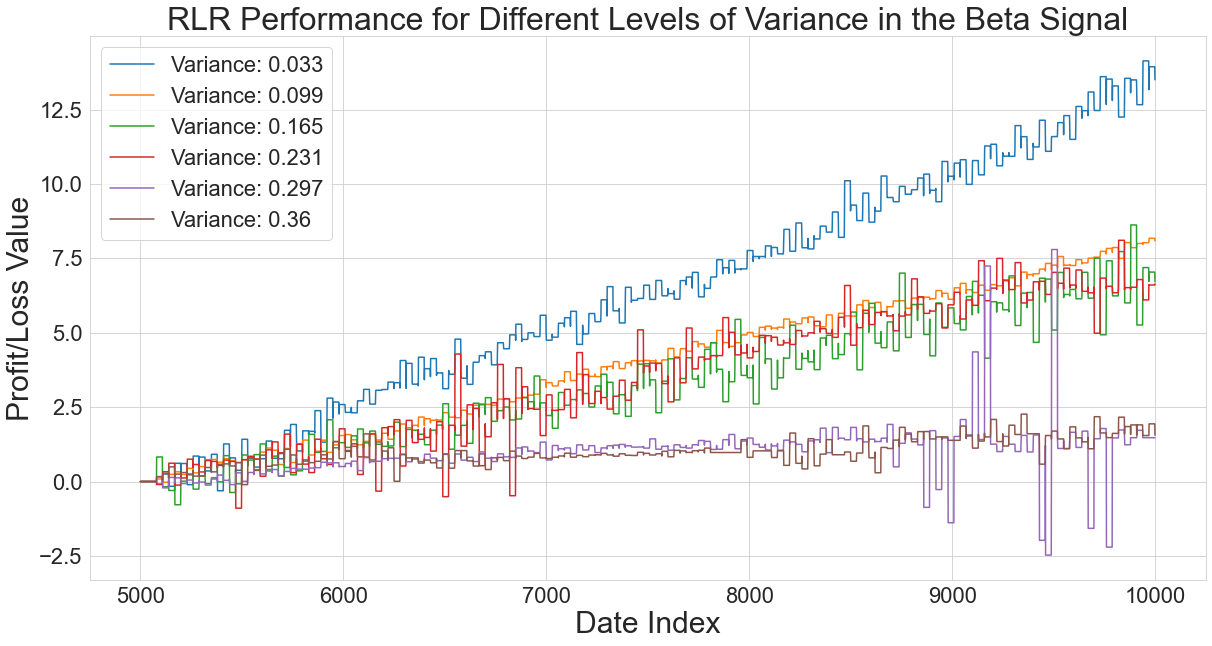 RLR Performance for Different Levels of Variance in the Beta Signal
Variance: 0.033
Variance: 0.099
Variance: 0.165
Variance: 0.231
Variance: 0.297
Variance: 0.36
Profit/Loss Value
12.5
10.0
7.5
5.0
2.5
0.0
−2.5
5000 6000 7000 8000 9000 10000
Date Index